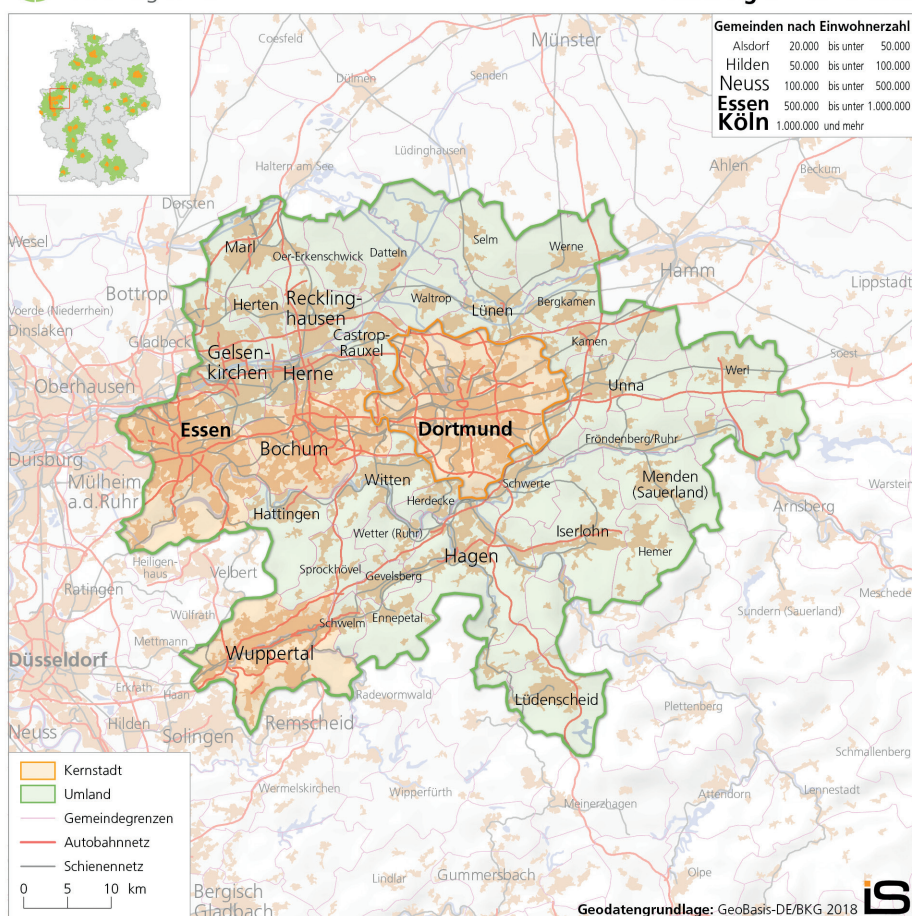 Gemeinden nach Einwohnerzahl
Alsdorf 20.000 bis unter 50.000
Hilden 50.000 bis unter 100.000
Neuss 100.000 bis unter 500.000
Essen 500.000 bis unter 1.000.000
Köln 1.000.000 und mehr
Coesfeld
Münster
Dülmen
Senden
Lüdinghausen
Haltern am See
Ahlen
Beckum
Dorsten
Wesel
Marl
Oer-Erkenschwick
Datteln
Selm
Werne
Hamm
Lippstadt
Bottrop
Voerde (Niederrhein)
Dinslaken
Gladbeck
Herten
Reckling-
hausen
Waltrop
Lünen
Bergkamen
Castrop-
Rauxel
Kamen
Soest
Gelsen-
kirchen
Herne
Oberhausen
Unna
Werl
Essen
Dortmund
Bochum
Fröndenberg/Ruhr
Duisburg
Mülheim
a.d.Ruhr
Witten
Schwerte
Menden
(Sauerland)
Warstein
Herdecke
Arnsberg
Hattingen
Wetter (Ruhr)
Iserlohn
Hagen
Hemer
Heiligen-
haus
Velbert
Sprockhövel
Gevelsberg
Meschede
Ratingen
Wülfrath
Sundern (Sauerland)
Mettmann
Schwelm
Ennepetal
Düsseldorf
Wuppertal
Erkrath
Haan
Radevormwald
Lüdenscheid
Plettenberg
Neuss
Hilden
Solingen
Remscheid
Schmallenberg
Wermelskirchen
Wipperfürth
Meinerzhagen
Attendorn
Lennestadt
Lindlar
Gummersbach
Olpe
Bergisch
Gladbach
Kernstadt
Umland
Gemeindegrenzen
Autobahnnetz
Schienennetz
0 5 10 km
Geodatengrundlage: GeoBasis-DE/BKG 2018
iS